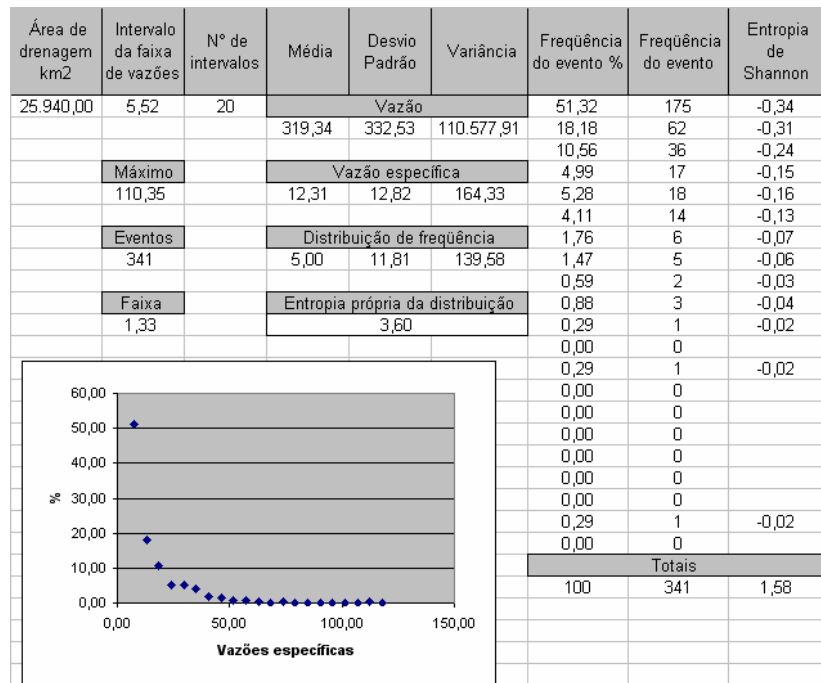 Área de drenagem km2 Intervalo da faixa de vazões N° de intervalos Média Desvio Padrão Variância Freqüência do evento % Freqüência do evento Entropia de Shannon
25.940,00 5,52 20 Vazão 51,32 175 -0,34
319,34 332,53 110.577,91 18,18 62 -0,31
10,56 36 -0,24
Máximo Vazão específica 4,99 17 -0,15
110,35 12,31 12,82 164,33 5,28 18 -0,16
4,11 14 -0,13
Eventos Distribuição de freqüência 1,76 6 -0,07
341 5,00 11,81 139,58 1,47 5 -0,06
0,59 2 -0,03
Faixa Entropia própria da distribuição 0,88 3 -0,04
1,33 3,60 0,29 1 -0,02
0,00 0
0,29 1 -0,02
0,00 0
0,00 0
0,00 0
0,00 0
0,00 0
0,00 0
0,29 1 -0,02
0,00 0
Totais
100 341 1,58
60,00
50,00
40,00
30,00
20,00
10,00
0,00
%
0,00 50,00 100,00 150,00
Vazões específicas